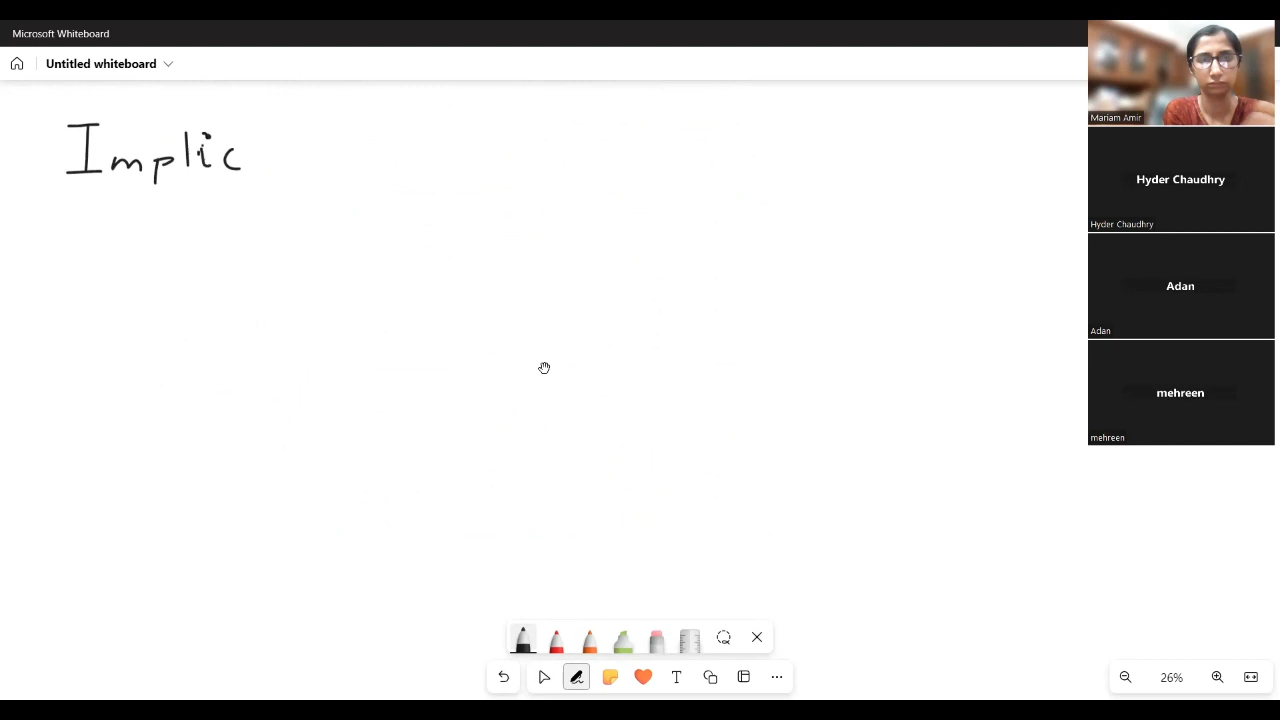 Microsoft Whiteboard
Untitled whiteboard
Implic
Mariam Amir
Hyder Chaudhry
Hyder Chaudhry
Adan
Adan
mehreen
mehreen
T
26%